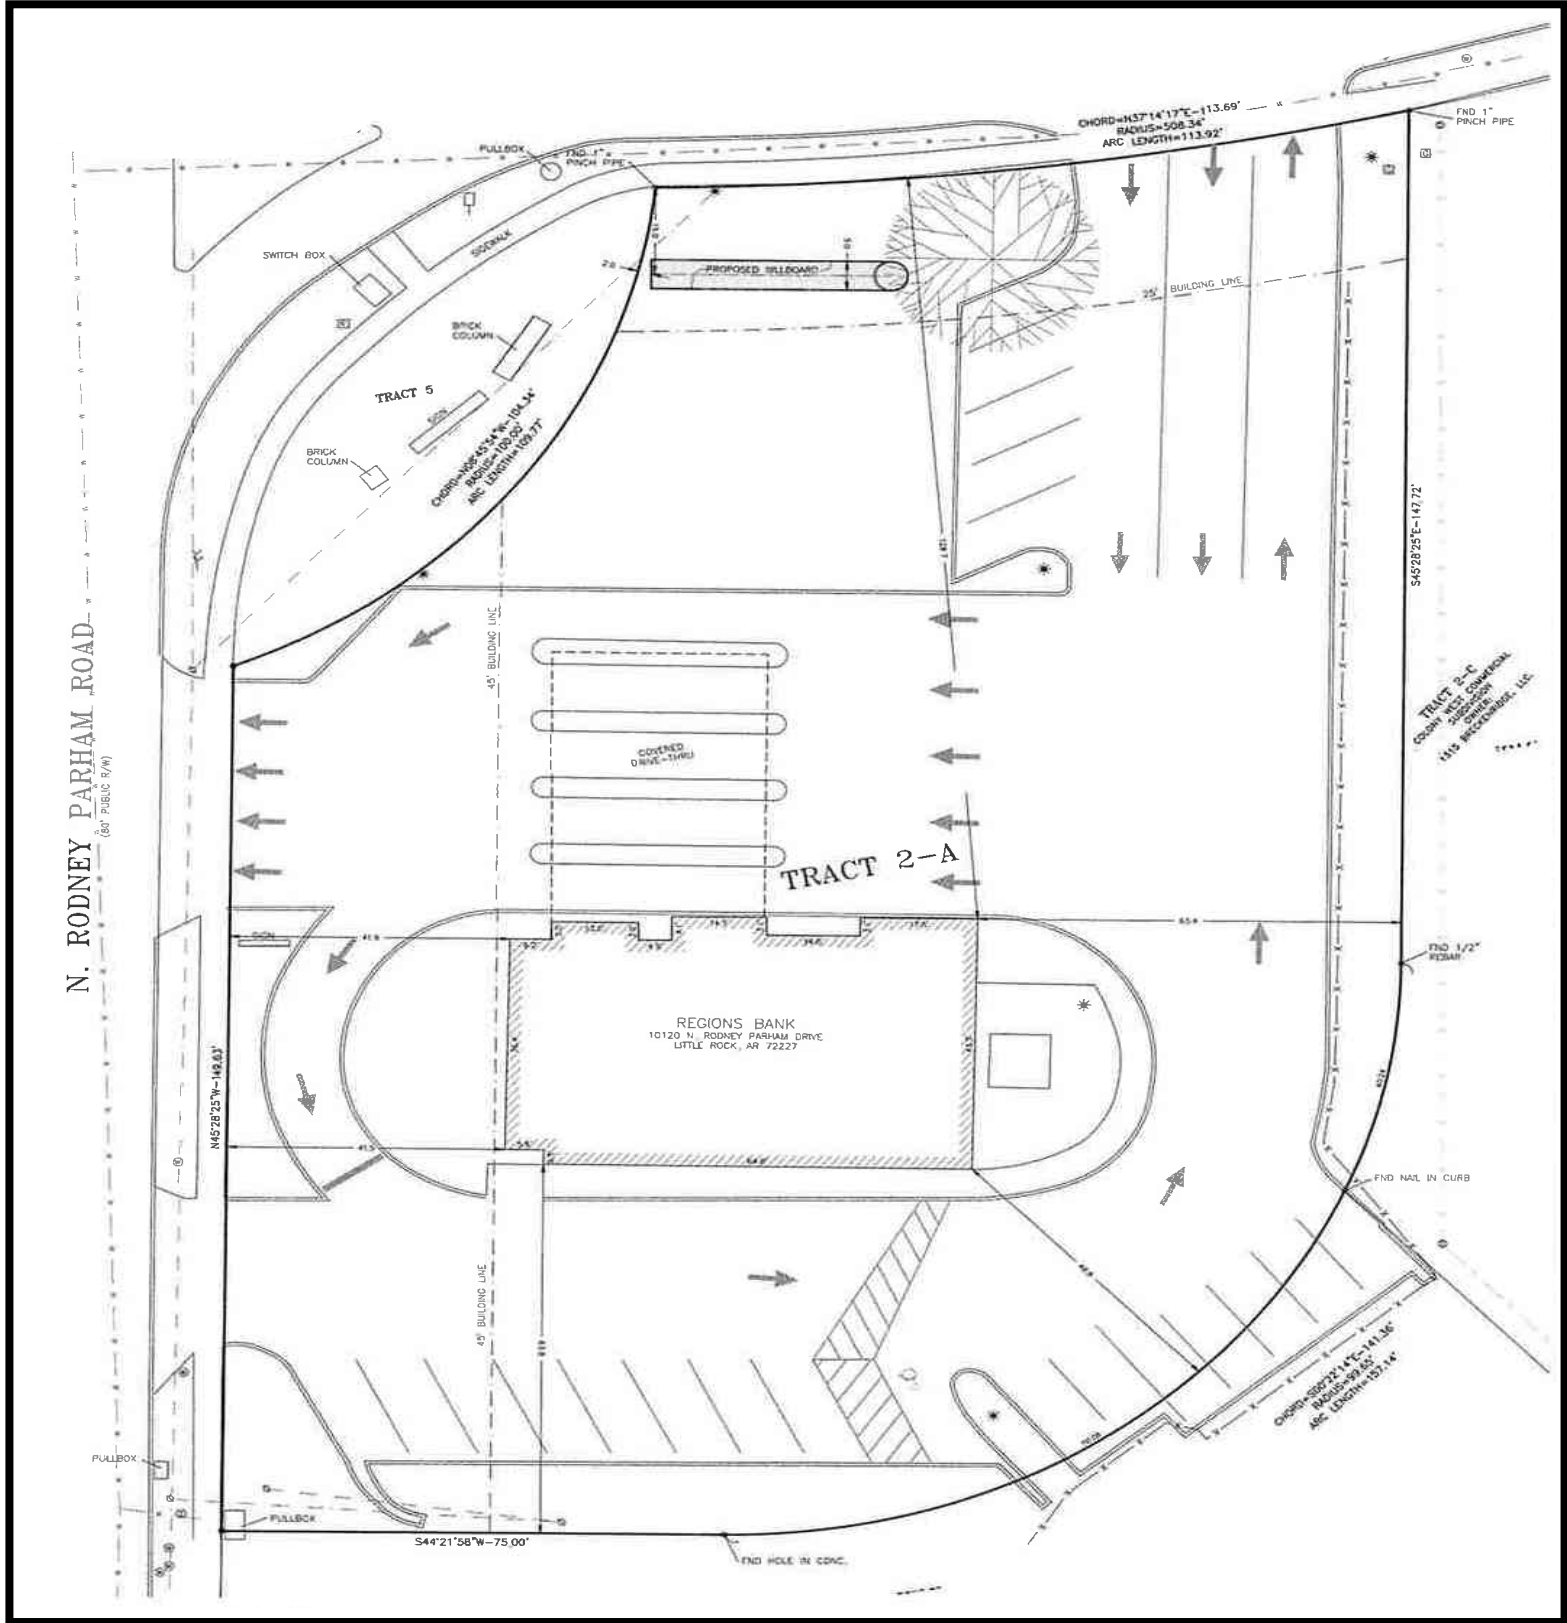 CHORD=N37°14'17"E-113.69'
RADIUS=508.34'
ARC LENGTH=113.92'
FND 1"
PINCH PIPE
PULLBOX
FND 1"
PINCH PIPE
SWITCH BOX
SIDEWALK
PROPOSED BILLBOARD
25' BUILDING LINE
BRICK
COLUMN
TRACT 5
SIGN
BRICK
COLUMN
CHORD=N08°45'54"W-104.34'
RADIUS=100.00'
ARC LENGTH=109.77'
S45°28'25"E-147.72'
45' BUILDING LINE
N. RODNEY PARHAM ROAD
(80' PUBLIC R/W)
COVERED
DRIVE-THRU
TRACT 2-C
COLONY WEST COMMERCIAL
SUBDIVISION
OWNER:
1315 BRECKENRIDGE, LLC.
TRACT 2-A
SIGN
FND 1/2"
REBAR
REGIONS BANK
10120 N. RODNEY PARHAM DRIVE
LITTLE ROCK, AR 72227
N45°28'25"W-149.63'
FND NAIL IN CURB
45' BUILDING LINE
CHORD=S00°22'14"E-141.36'
RADIUS=99.65'
ARC LENGTH=157.14'
PULLBOX
PULLBOX
S44°21'58"W-75.00'
FND HOLE IN CONC.